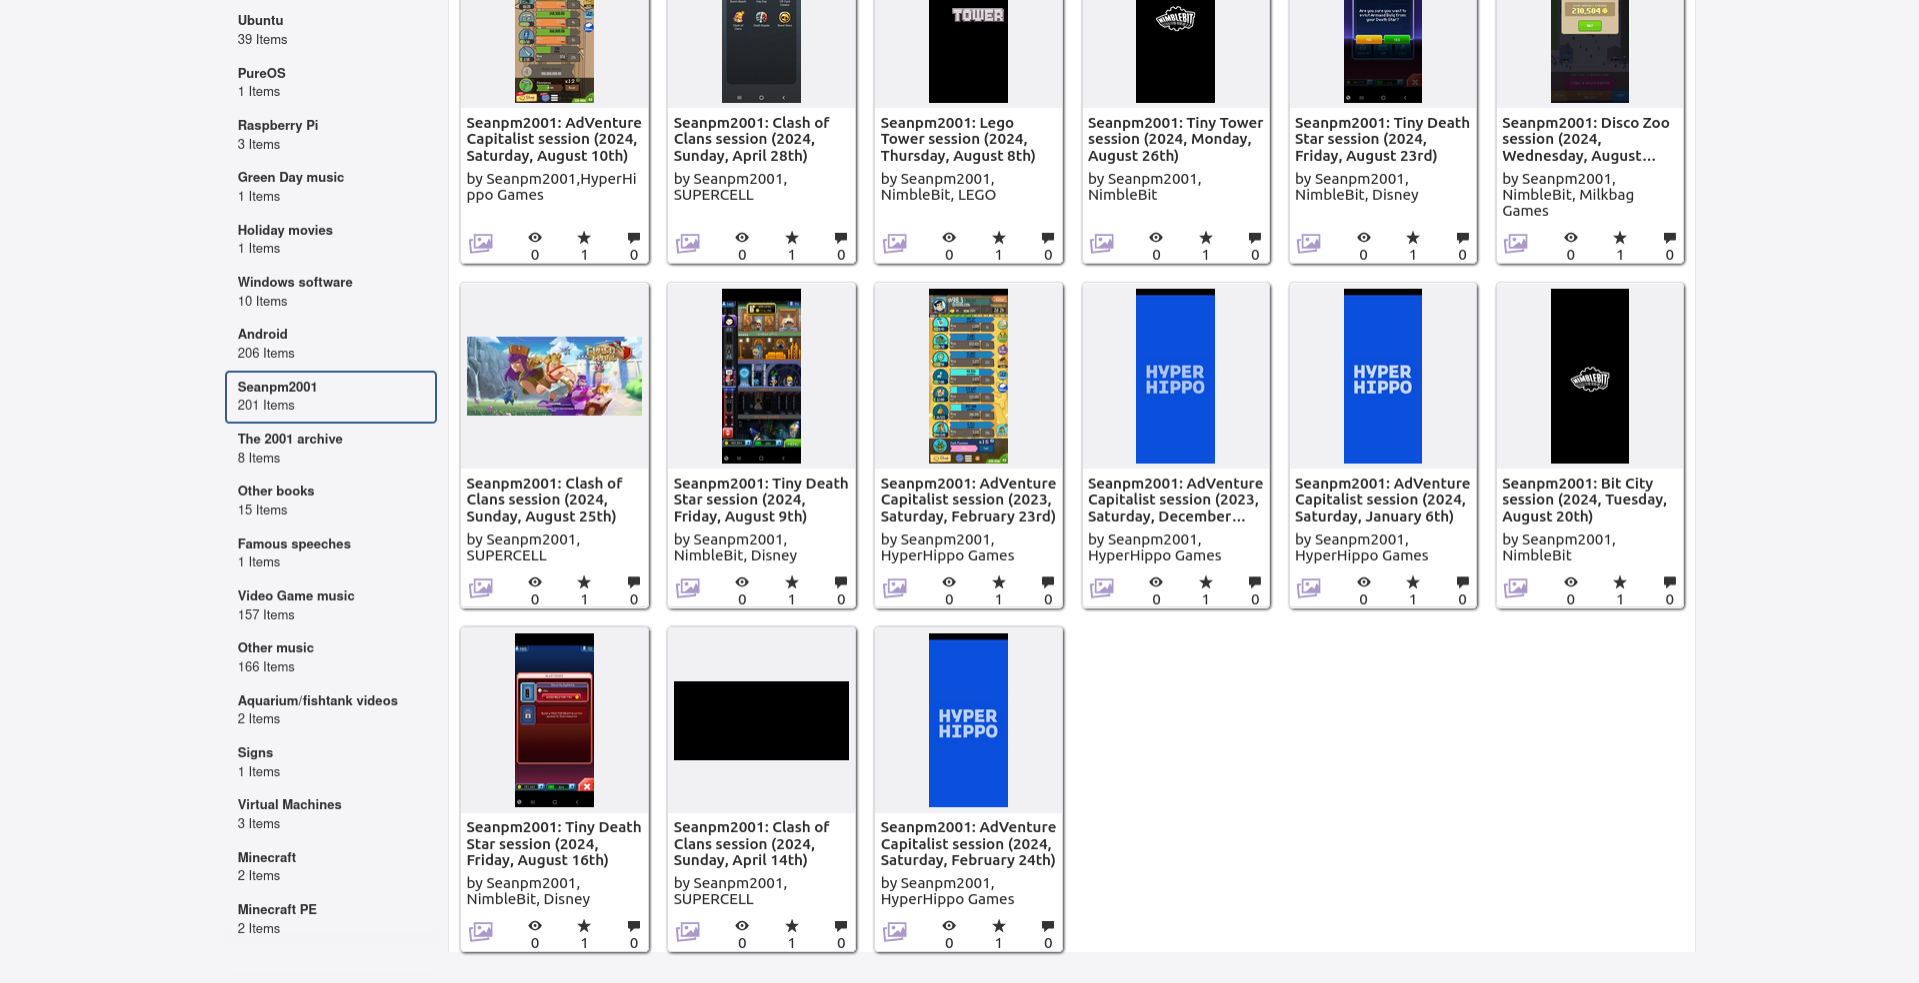 Ubuntu
39 Items
PureOS
1 Items
Raspberry Pi
3 Items
Green Day music
1 Items
Holiday movies
1 Items
Windows software
10 Items
Android
206 Items
Seanpm2001
201 Items
The 2001 archive
8 Items
Other books
15 Items
Famous speeches
1 Items
Video Game music
157 Items
Other music
166 Items
Aquarium/fishtank videos
2 Items
Signs
1 Items
Virtual Machines
3 Items
Minecraft
2 Items
Minecraft PE
2 Items
Seanpm2001: AdVenture
Capitalist session (2024,
Saturday, August 10th)
by Seanpm2001,HyperHi
ppo Games
0 1 0
Seanpm2001: Clash of
Clans session (2024,
Sunday, April 28th)
by Seanpm2001,
SUPERCELL
0 1 0
TOWER
Seanpm2001: Lego
Tower session (2024,
Thursday, August 8th)
by Seanpm2001,
NimbleBit, LEGO
0 1 0
NIMBLEBIT
Seanpm2001: Tiny Tower
session (2024, Monday,
August 26th)
by Seanpm2001,
NimbleBit
0 1 0
Seanpm2001: Tiny Death
Star session (2024,
Friday, August 23rd)
by Seanpm2001,
NimbleBit, Disney
0 1 0
210,504
Seanpm2001: Disco Zoo
session (2024,
Wednesday, August...
by Seanpm2001,
NimbleBit, Milkbag
Games
0 1 0
Seanpm2001: Clash of
Clans session (2024,
Sunday, August 25th)
by Seanpm2001,
SUPERCELL
0 1 0
Seanpm2001: Tiny Death
Star session (2024,
Friday, August 9th)
by Seanpm2001,
NimbleBit, Disney
0 1 0
Seanpm2001: AdVenture
Capitalist session (2023,
Saturday, February 23rd)
by Seanpm2001,
HyperHippo Games
0 1 0
HYPER
HIPPO
Seanpm2001: AdVenture
Capitalist session (2023,
Saturday, December...
by Seanpm2001,
HyperHippo Games
0 1 0
HYPER
HIPPO
Seanpm2001: AdVenture
Capitalist session (2024,
Saturday, January 6th)
by Seanpm2001,
HyperHippo Games
0 1 0
NIMBLEBIT
Seanpm2001: Bit City
session (2024, Tuesday,
August 20th)
by Seanpm2001,
NimbleBit
0 1 0
Seanpm2001: Tiny Death
Star session (2024,
Friday, August 16th)
by Seanpm2001,
NimbleBit, Disney
0 1 0
Seanpm2001: Clash of
Clans session (2024,
Sunday, April 14th)
by Seanpm2001,
SUPERCELL
0 1 0
HYPER
HIPPO
Seanpm2001: AdVenture
Capitalist session (2024,
Saturday, February 24th)
by Seanpm2001,
HyperHippo Games
0 1 0